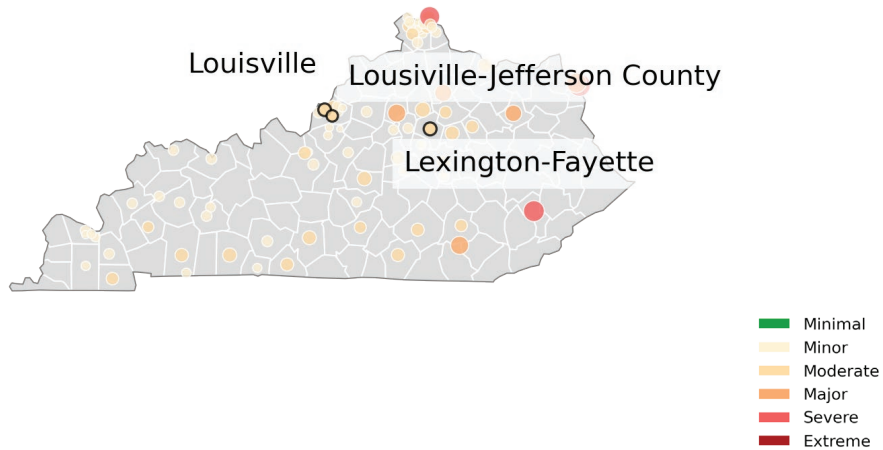 Louisville
Lousiville-Jefferson County
Lexington-Fayette
Minimal
Minor
Moderate
Major
Severe
Extreme